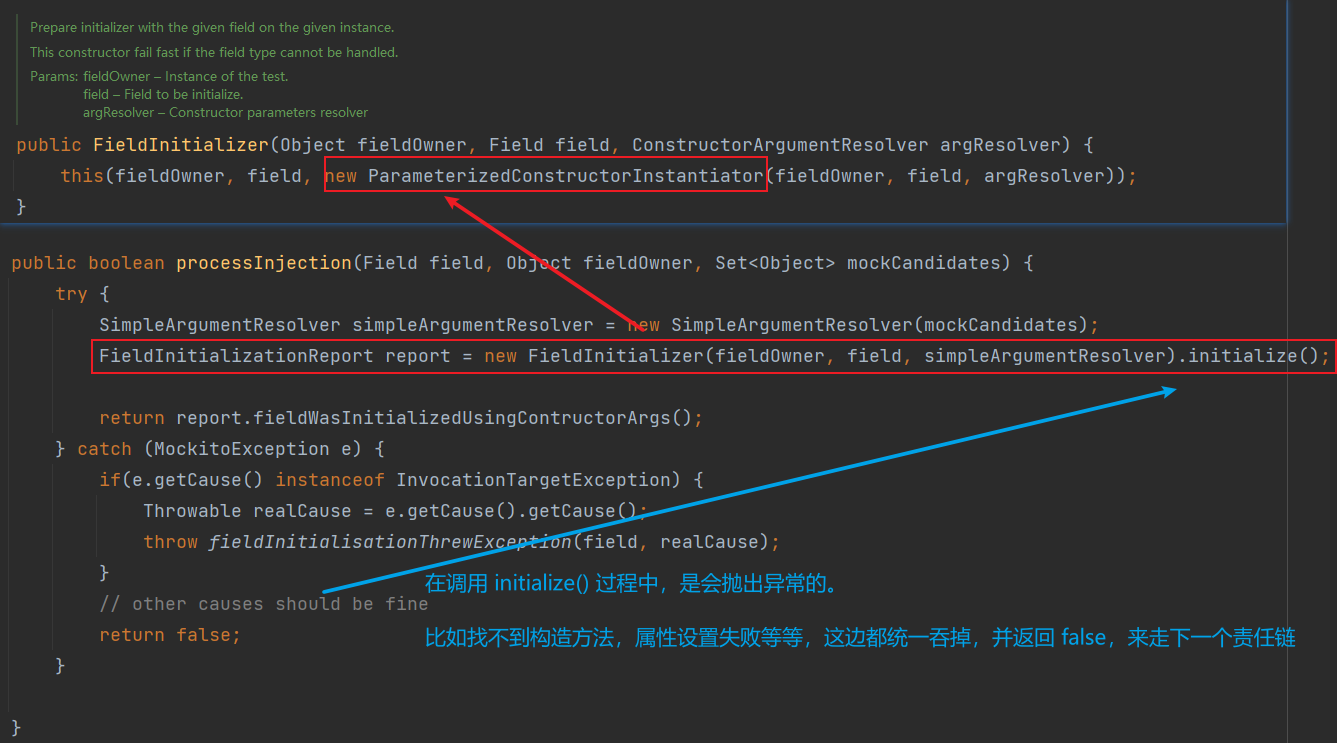 Prepare initializer with the given field on the given instance.
This constructor fail fast if the field type cannot be handled.
Params: fieldOwner – Instance of the test.
field – Field to be initialize.
argResolver – Constructor parameters resolver
public FieldInitializer(Object fieldOwner, Field field, ConstructorArgumentResolver argResolver) {
this(fieldOwner, field, new ParameterizedConstructorInstantiator(fieldOwner, field, argResolver));
}
public boolean processInjection(Field field, Object fieldOwner, Set<Object> mockCandidates) {
try {
SimpleArgumentResolver simpleArgumentResolver = new SimpleArgumentResolver(mockCandidates);
FieldInitializationReport report = new FieldInitializer(fieldOwner, field, simpleArgumentResolver).initialize();
return report.fieldWasInitializedUsingContructorArgs();
} catch (MockitoException e) {
if(e.getCause() instanceof InvocationTargetException) {
Throwable realCause = e.getCause().getCause();
throw fieldInitialisationThrewException(field, realCause);
}
在调用 initialize() 过程中，是会抛出异常的。
// other causes should be fine
return false;
比如找不到构造方法，属性设置失败等等，这边都统一吞掉，并返回 false，来走下一个责任链
}
}